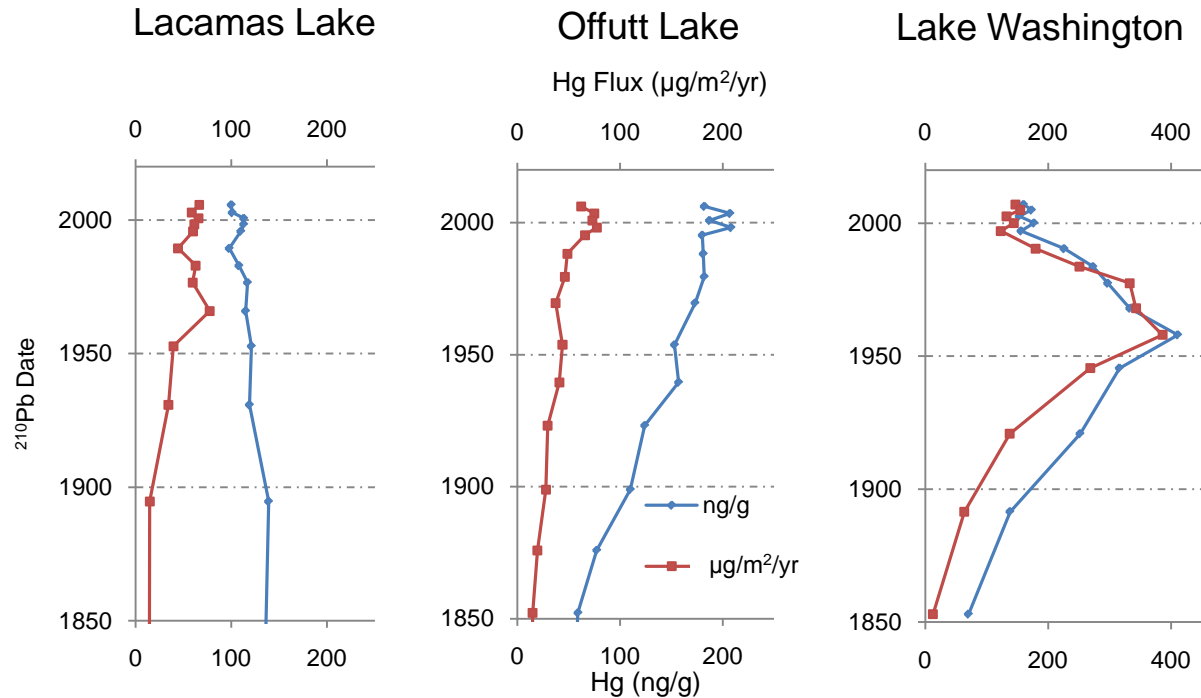 Lacamas Lake Offutt Lake Lake Washington
Hg Flux (µg/m²/yr)
0 100 200 0 100 200 0 200 400
2000 2000 2000
1950 1950 1950
²¹⁰Pb Date
1900 1900 1900
ng/g
µg/m²/yr
1850 1850 1850
0 100 200 0 100 200 0 200 400
Hg (ng/g)